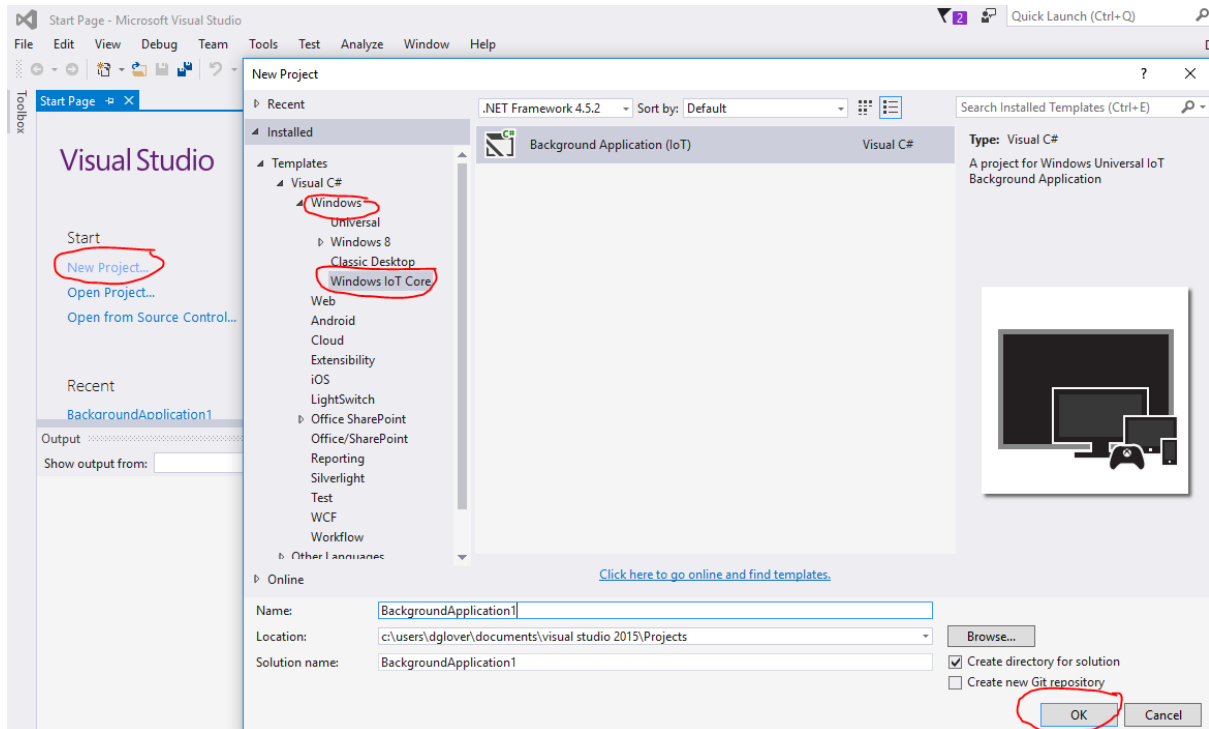 Start Page - Microsoft Visual Studio
2
Quick Launch (Ctrl+Q)
File Edit View Debug Team Tools Test Analyze Window Help
Toolbox
Start Page
Visual Studio
Start
New Project...
Open Project...
Open from Source Control...
Recent
BackgroundApplication1
Output
Show output from:
New Project
?
Recent
Installed
Templates
Visual C#
Windows
Universal
Windows 8
Classic Desktop
Windows IoT Core
Web
Android
Cloud
Extensibility
iOS
LightSwitch
Office SharePoint
Office/SharePoint
Reporting
Silverlight
Test
WCF
Workflow
Other Languages
Online
.NET Framework 4.5.2 Sort by: Default
C#
Background Application (IoT) Visual C#
Click here to go online and find templates.
Search Installed Templates (Ctrl+E)
Type: Visual C#
A project for Windows Universal IoT
Background Application
Name: BackgroundApplication1
Location: c:\users\dglover\documents\visual studio 2015\Projects
Browse...
Solution name: BackgroundApplication1
Create directory for solution
Create new Git repository
OK Cancel